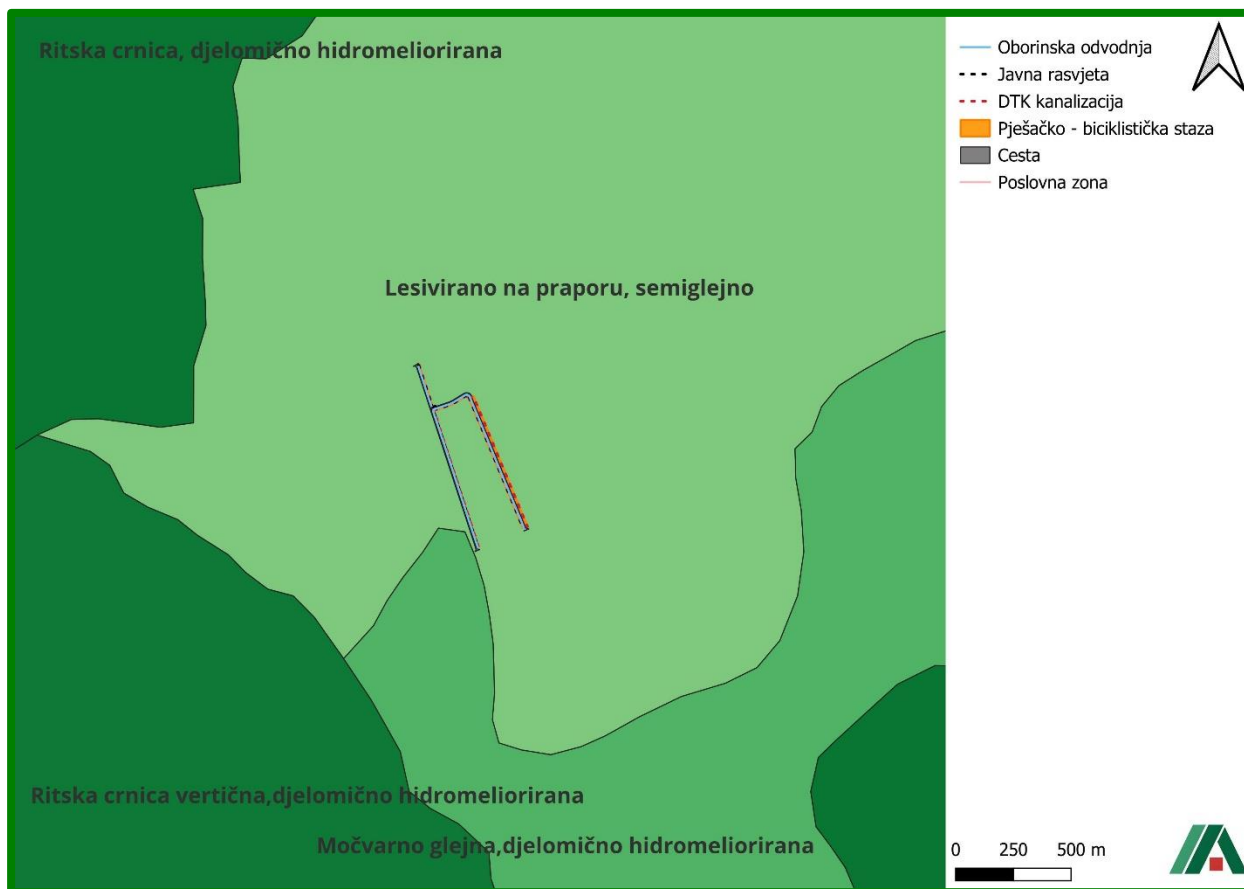 Ritska crnica, djelomično hidromeliorirana
Lesivirano na praporu, semiglejno
Ritska crnica vertična,djelomično hidromeliorirana
Močvarno glejna,djelomično hidromeliorirana
Oborinska odvodnja
Javna rasvjeta
DTK kanalizacija
Pješačko - biciklistička staza
Cesta
Poslovna zona
0 250 500 m